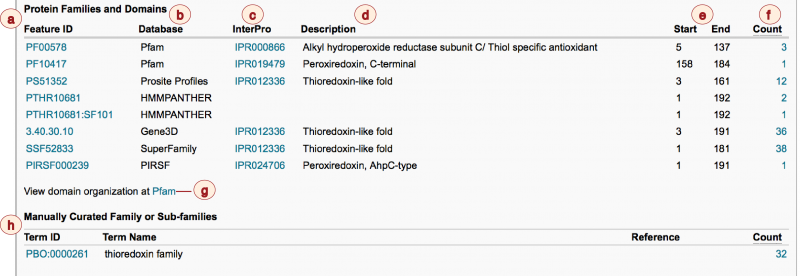 Protein Families and Domains
a b c d e f
Feature ID Database InterPro Description Start End Count
PF00578 Pfam IPR000866 Alkyl hydroperoxide reductase subunit C/ Thiol specific antioxidant 5 137 3
PF10417 Pfam IPR019479 Peroxiredoxin, C-terminal 158 184 1
PS51352 Prosite Profiles IPR012336 Thioredoxin-like fold 3 161 12
PTHR10681 HMMPANTHER 1 192 2
PTHR10681:SF101 HMMPANTHER 1 192 1
3.40.30.10 Gene3D IPR012336 Thioredoxin-like fold 3 191 36
SSF52833 SuperFamily IPR012336 Thioredoxin-like fold 1 181 38
PIRSF000239 PIRSF IPR024706 Peroxiredoxin, AhpC-type 1 191 1
View domain organization at Pfam g
Manually Curated Family or Sub-families
h
Term ID Term Name Reference Count
PBO:0000261 thioredoxin family 32